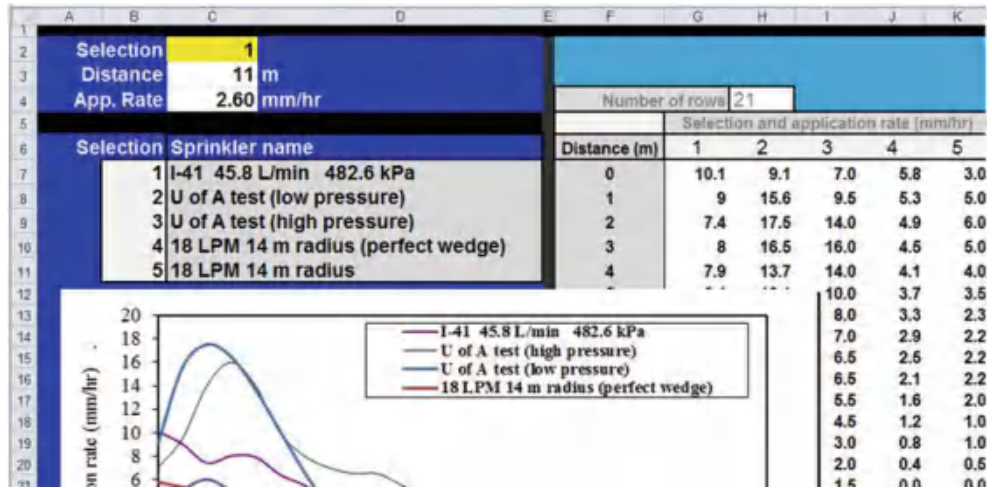 A B C D E F G H I J K
1
2 Selection 1
3 Distance 11 m
4 App. Rate 2.60 mm/hr Number of rows 21
5 Selection and application rate (mm/hr)
6 Selection Sprinkler name Distance (m) 1 2 3 4 5
7 1 I-41 45.8 L/min 482.6 kPa 0 10.1 9.1 7.0 5.8 3.0
8 2 U of A test (low pressure) 1 9 15.6 9.5 5.3 5.0
9 3 U of A test (high pressure) 2 7.4 17.5 14.0 4.9 6.0
10 4 18 LPM 14 m radius (perfect wedge) 3 8 16.5 16.0 4.5 5.0
11 5 18 LPM 14 m radius 4 7.9 13.7 14.0 4.1 4.0
12 10.0 3.7 3.5
13 8.0 3.3 2.3
14 7.0 2.9 2.2
15 6.5 2.5 2.2
16 6.5 2.1 2.2
17 5.5 1.6 2.0
18 4.5 1.2 1.0
19 3.0 0.8 1.0
20 2.0 0.4 0.5
21 1.5 0.0 0.0
20
18
16
14
12
10
8
6
rate (mm/hr)
I-41 45.8 L/min 482.6 kPa
U of A test (high pressure)
U of A test (low pressure)
18 LPM 14 m radius (perfect wedge)